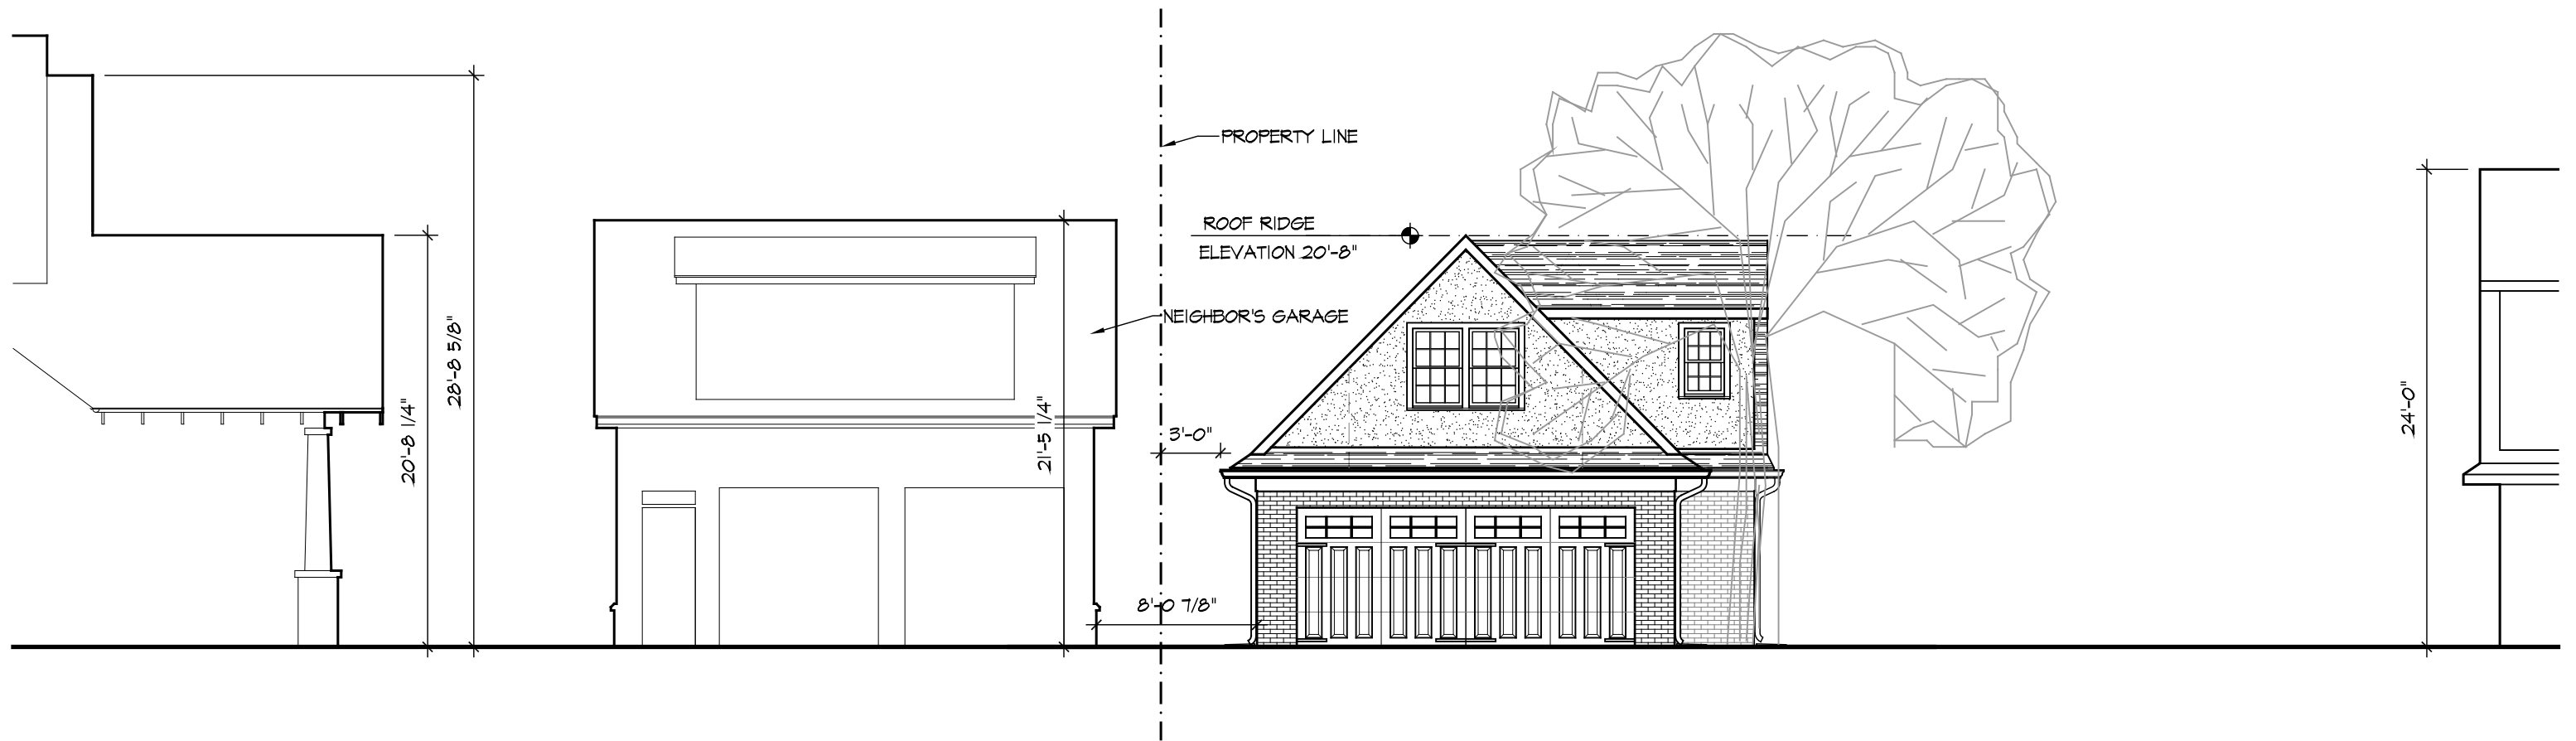 PROPERTY LINE
ROOF RIDGE
ELEVATION 20'-8"
NEIGHBOR'S GARAGE
28'-8 5/8"
20'-8 1/4"
21'-5 1/4"
3'-0"
8'-0 7/8"
24'-0"